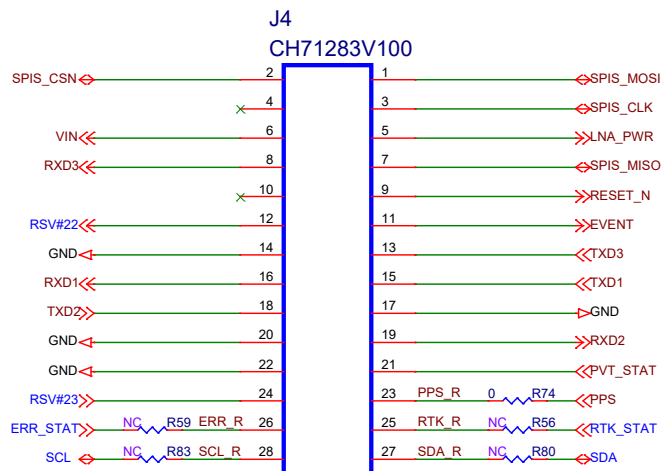 J4
CH71283V100
SPIS_CSN 2 1 SPIS_MOSI
4 3 SPIS_CLK
VIN 6 5 LNA_PWR
RXD3 8 7 SPIS_MISO
10 9 RESET_N
RSV#22 12 11 EVENT
GND 14 13 TXD3
RXD1 16 15 TXD1
TXD2 18 17 GND
GND 20 19 RXD2
GND 22 21 PVT_STAT
RSV#23 24 23 PPS_R 0 R74 PPS
ERR_STAT NC R59 ERR_R 26 25 RTK_R NC R56 RTK_STAT
SCL NC R83 SCL_R 28 27 SDA_R NC R80 SDA